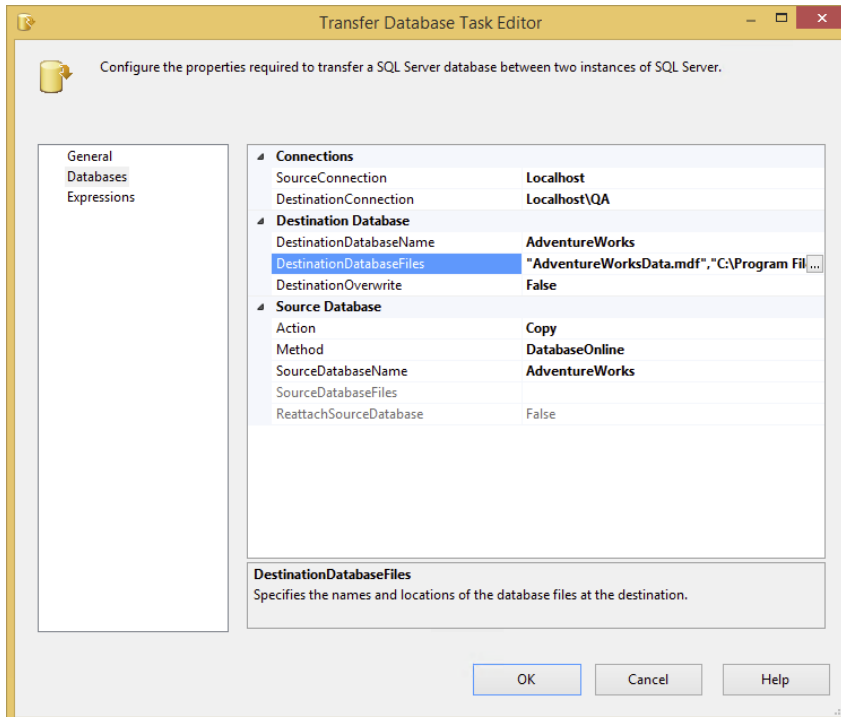 Transfer Database Task Editor
Configure the properties required to transfer a SQL Server database between two instances of SQL Server.
General
Databases
Expressions
Connections
SourceConnection Localhost
DestinationConnection Localhost\QA
Destination Database
DestinationDatabaseName AdventureWorks
DestinationDatabaseFiles "AdventureWorksData.mdf","C:\Program Fil ...
DestinationOverwrite False
Source Database
Action Copy
Method DatabaseOnline
SourceDatabaseName AdventureWorks
SourceDatabaseFiles
ReattachSourceDatabase False
DestinationDatabaseFiles
Specifies the names and locations of the database files at the destination.
OK Cancel Help